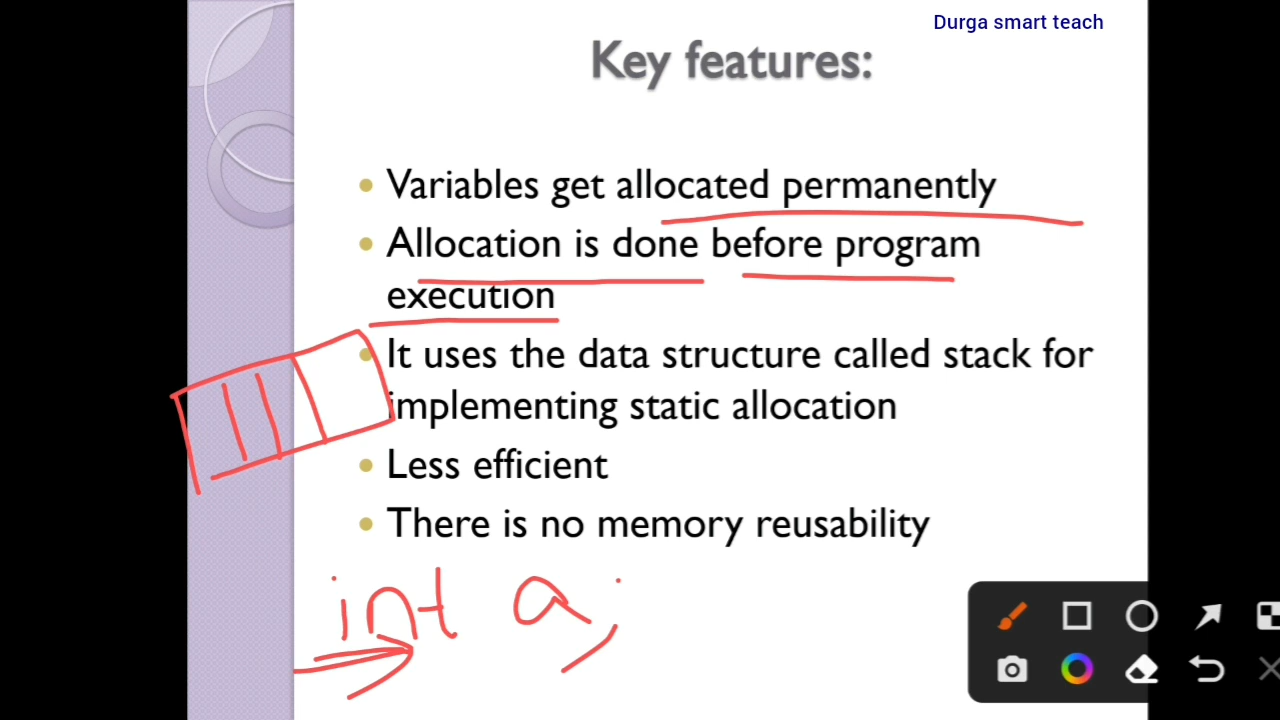 Durga smart teach
Key features:
• Variables get allocated permanently
• Allocation is done before program
execution
• It uses the data structure called stack for
implementing static allocation
• Less efficient
• There is no memory reusability
int a;